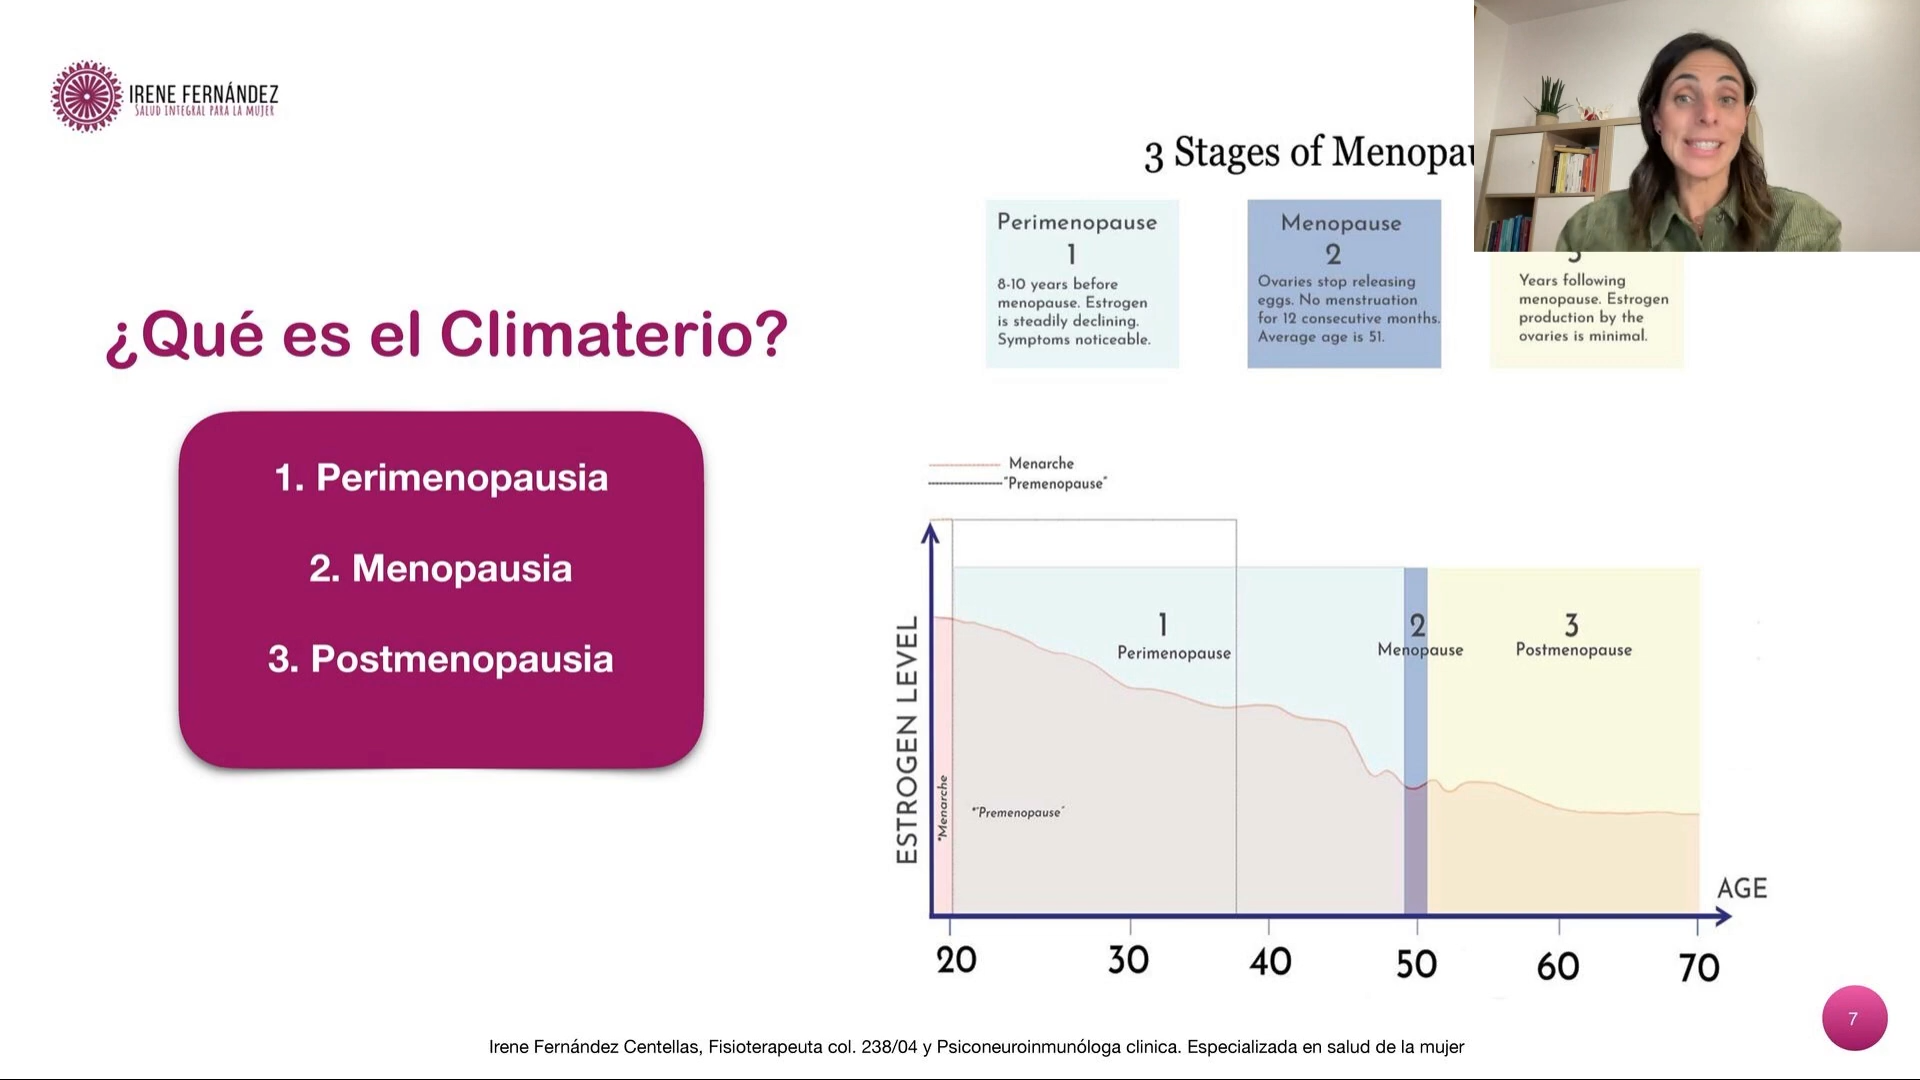 IRENE FERNÁNDEZ
SALUD INTEGRAL PARA LA MUJER
¿Qué es el Climaterio?
1. Perimenopausia
2. Menopausia
3. Postmenopausia
3 Stages of
Perimenopause
1
8-10 years before
menopause. Estrogen
is steadily declining.
Symptoms noticeable.
Menopause
2
Ovaries stop releasing
eggs. No menstruation
for 12 consecutive months.
Average age is 51.
Years following
menopause. Estrogen
production by the
ovaries is minimal.
Menarche
"Premenopause"
ESTROGEN LEVEL
*Menarche
*"Premenopause"
1
Perimenopause
2
Menopause
3
Postmenopause
AGE
20 30 40 50 60 70
7
Irene Fernández Centellas, Fisioterapeuta col. 238/04 y Psiconeuroinmunóloga clinica. Especializada en salud de la mujer